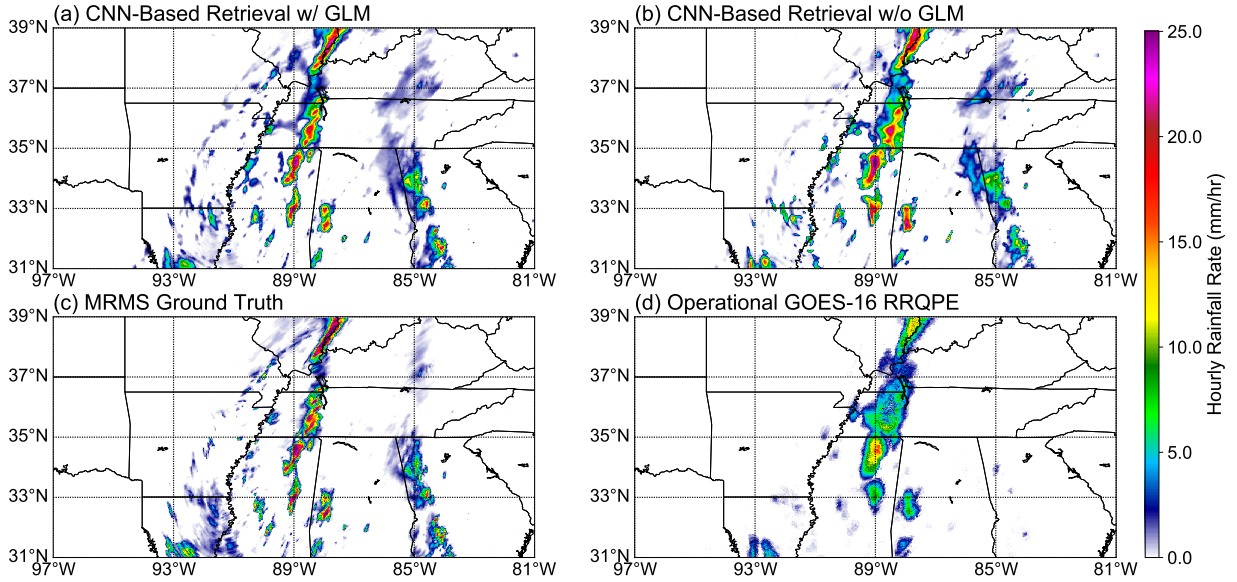 (a) CNN-Based Retrieval w/ GLM
(b) CNN-Based Retrieval w/o GLM
39°N
37°N
35°N
33°N
31°N
97°W 93°W 89°W 85°W 81°W
39°N
37°N
35°N
33°N
31°N
97°W 93°W 89°W 85°W 81°W
(c) MRMS Ground Truth
(d) Operational GOES-16 RRQPE
39°N
37°N
35°N
33°N
31°N
97°W 93°W 89°W 85°W 81°W
39°N
37°N
35°N
33°N
31°N
97°W 93°W 89°W 85°W 81°W
25.0
20.0
15.0
10.0
5.0
0.0
Hourly Rainfall Rate (mm/hr)